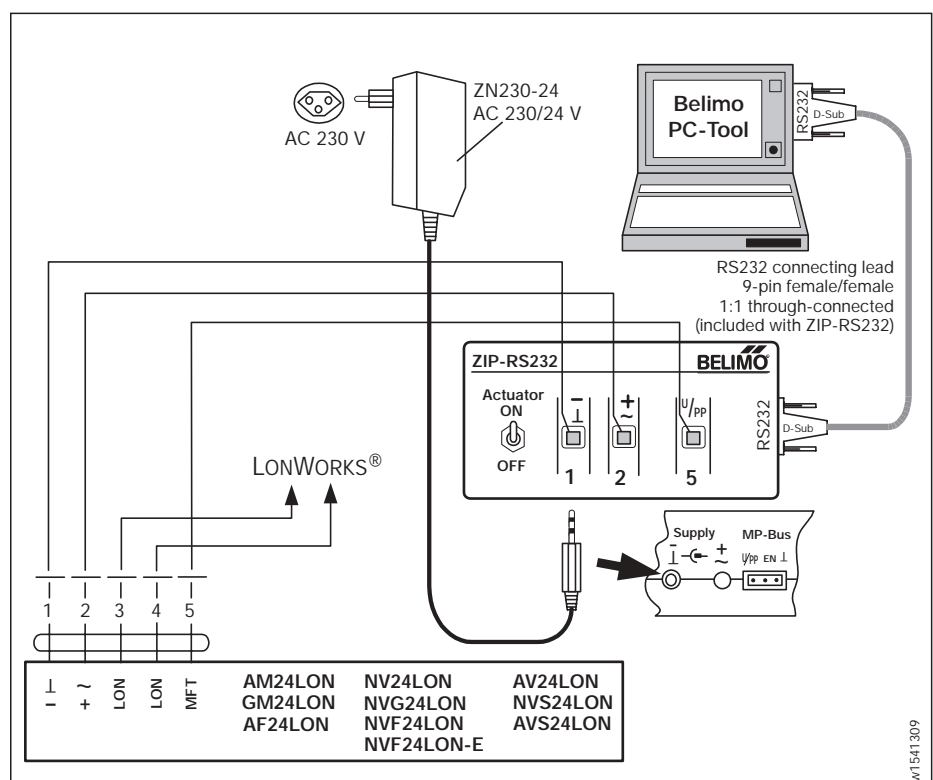 ZN230-24
AC 230/24 V
AC 230 V
Belimo
PC-Tool
RS232
D-Sub
RS232 connecting lead
9-pin female/female
1:1 through-connected
(included with ZIP-RS232)
ZIP-RS232
BELIMO®
Actuator
ON
OFF
- ⊥
+ ~
U/PP
1 2 5
RS232
D-Sub
LONWORKS®
Supply MP-Bus
- ⊥ + ~ U/PP EN ⊥
1 2 3 4 5
⊥ ~ LON LON MFT
- +
AM24LON NV24LON AV24LON
GM24LON NVG24LON NVS24LON
AF24LON NVF24LON AVS24LON
NVF24LON-E
w1541309